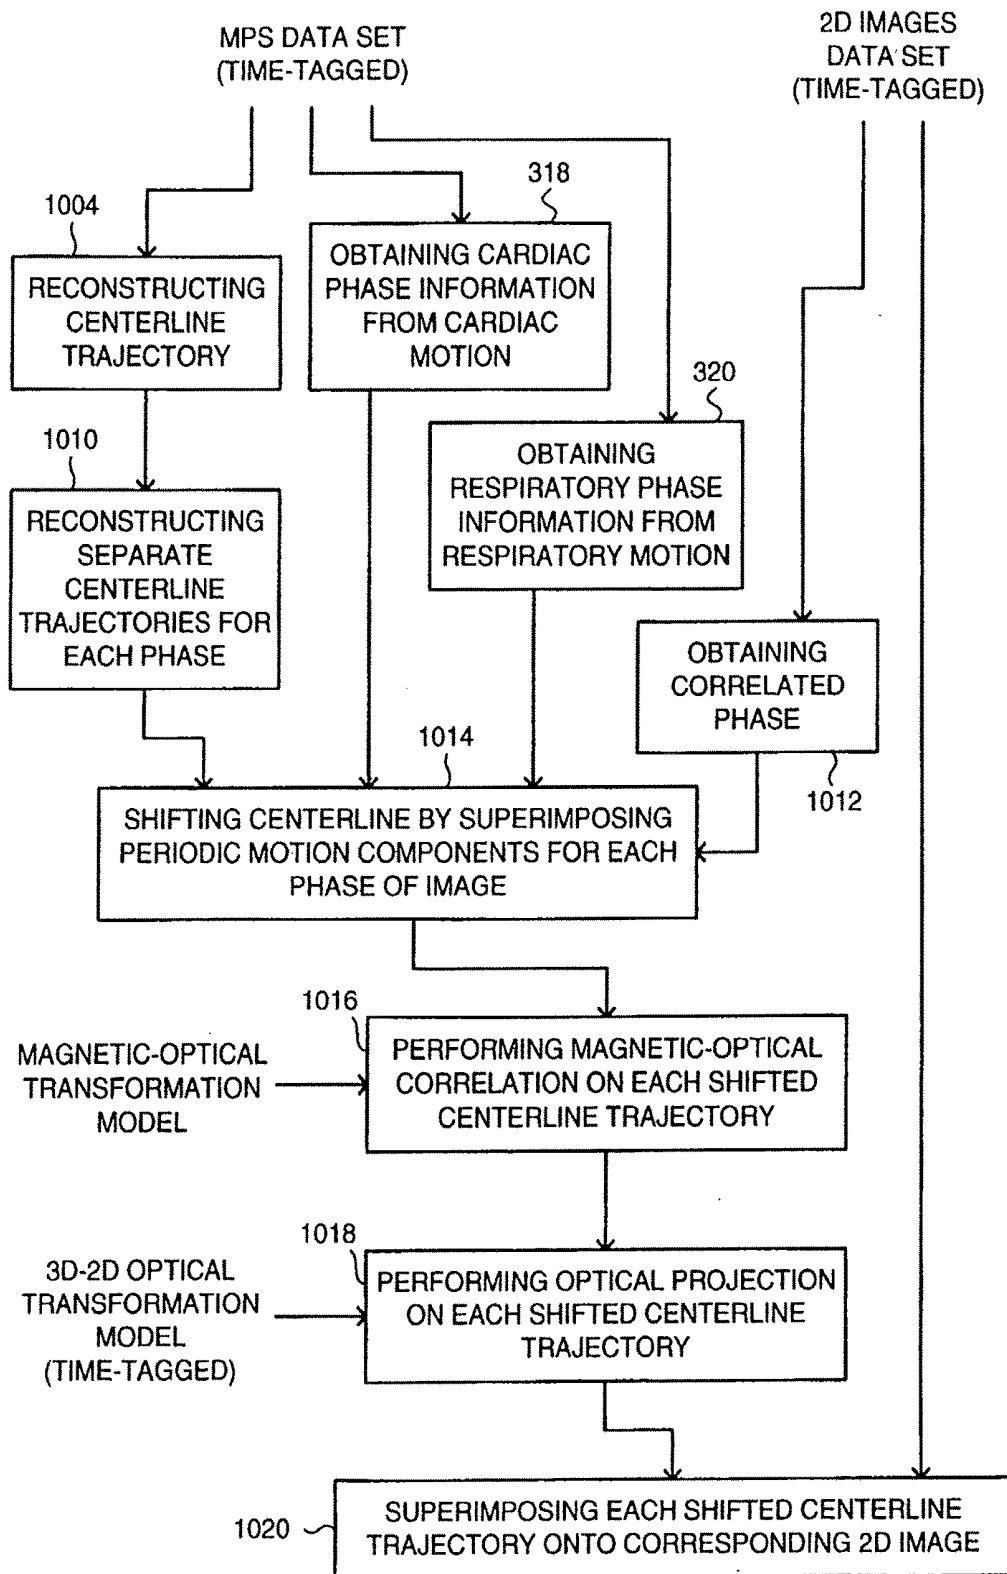 MPS DATA SET
(TIME-TAGGED)
2D IMAGES
DATA SET
(TIME-TAGGED)
1004
318
RECONSTRUCTING
CENTERLINE
TRAJECTORY
OBTAINING CARDIAC
PHASE INFORMATION
FROM CARDIAC
MOTION
320
1010
OBTAINING
RESPIRATORY PHASE
INFORMATION FROM
RESPIRATORY MOTION
RECONSTRUCTING
SEPARATE
CENTERLINE
TRAJECTORIES FOR
EACH PHASE
OBTAINING
CORRELATED
PHASE
1012
1014
SHIFTING CENTERLINE BY SUPERIMPOSING
PERIODIC MOTION COMPONENTS FOR EACH
PHASE OF IMAGE
1016
MAGNETIC-OPTICAL
TRANSFORMATION
MODEL
PERFORMING MAGNETIC-OPTICAL
CORRELATION ON EACH SHIFTED
CENTERLINE TRAJECTORY
1018
3D-2D OPTICAL
TRANSFORMATION
MODEL
(TIME-TAGGED)
PERFORMING OPTICAL PROJECTION
ON EACH SHIFTED CENTERLINE
TRAJECTORY
1020
SUPERIMPOSING EACH SHIFTED CENTERLINE
TRAJECTORY ONTO CORRESPONDING 2D IMAGE